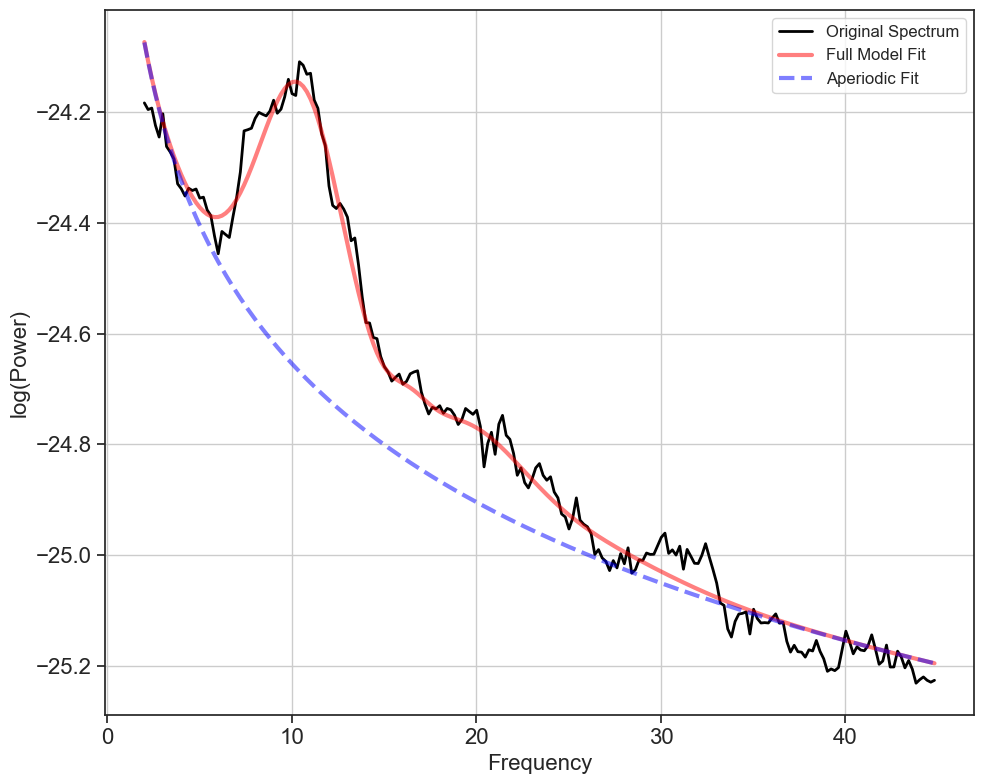 Original Spectrum
Full Model Fit
Aperiodic Fit
−24.2
−24.4
−24.6
−24.8
−25.0
−25.2
log(Power)
0 10 20 30 40
Frequency